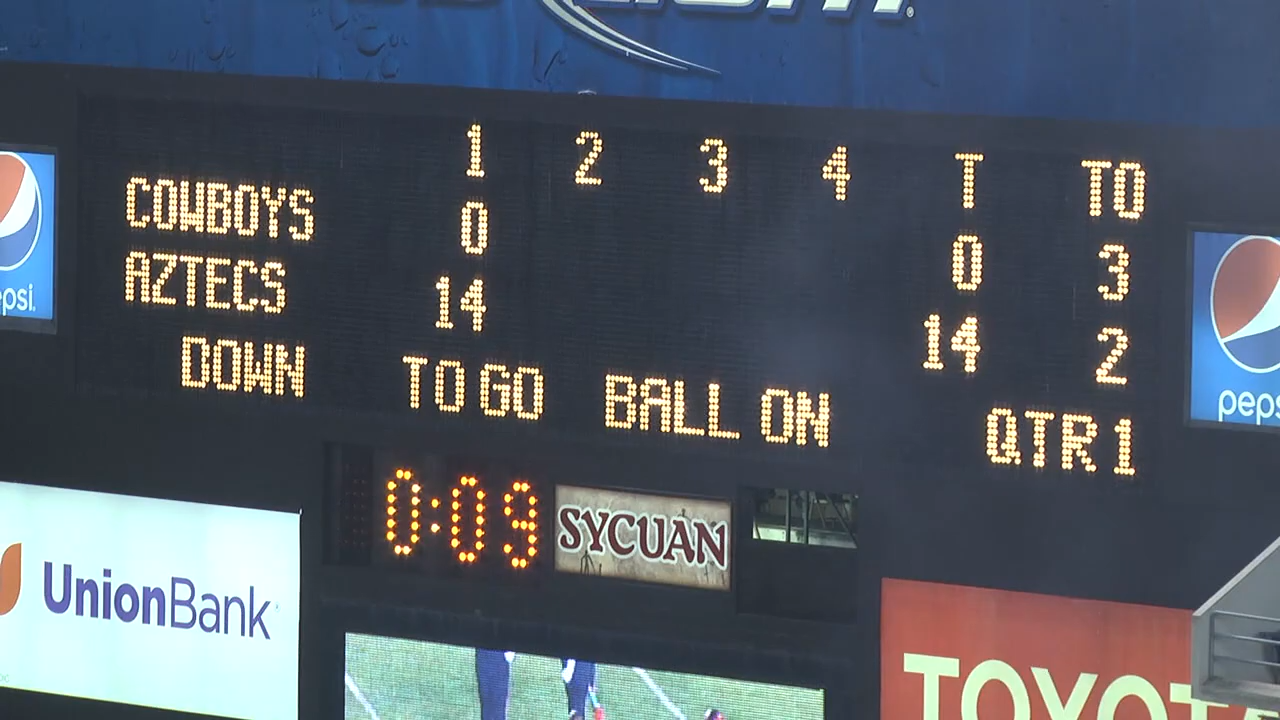 1 2 3 4 T TO
COWBOYS 0 0 3
AZTECS 14 14 2
DOWN TO GO BALL ON QTR 1
0:09
SYCUAN
UnionBank
pepsi